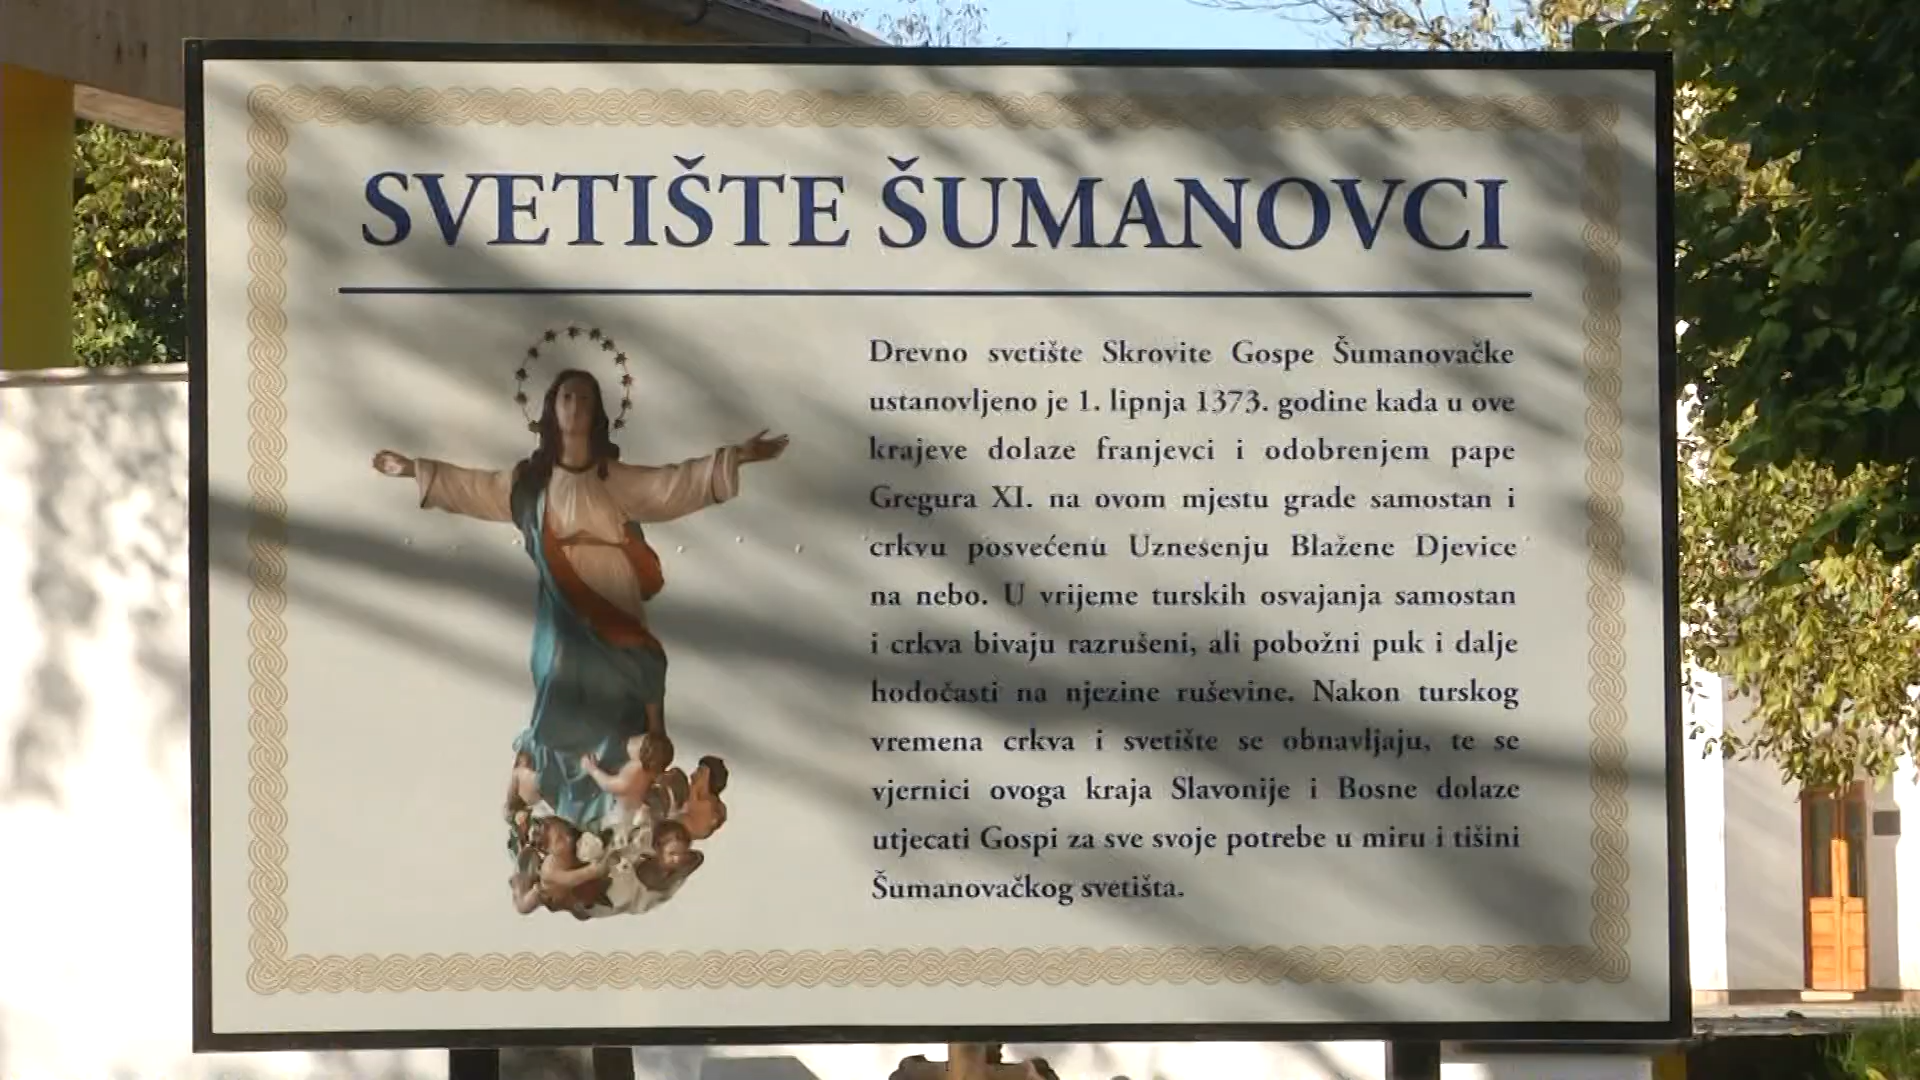 SVETIŠTE ŠUMANOVCI
Drevno svetište Skrovite Gospe Šumanovačke
ustanovljeno je 1. lipnja 1373. godine kada u ove
krajeve dolaze franjevci i odobrenjem pape
Gregura XI. na ovom mjestu grade samostan i
crkvu posvećenu Uznesenju Blažene Djevice
na nebo. U vrijeme turskih osvajanja samostan
i crkva bivaju razrušeni, ali pobožni puk i dalje
hodočasti na njezine ruševine. Nakon turskog
vremena crkva i svetište se obnavljaju, te se
vjernici ovoga kraja Slavonije i Bosne dolaze
utjecati Gospi za sve svoje potrebe u miru i tišini
Šumanovačkog svetišta.